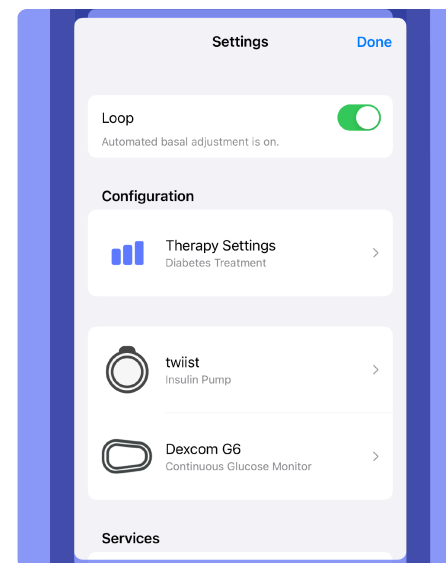 Settings
Done
Loop
Automated basal adjustment is on.
Configuration
Therapy Settings
Diabetes Treatment
twiist
Insulin Pump
Dexcom G6
Continuous Glucose Monitor
Services